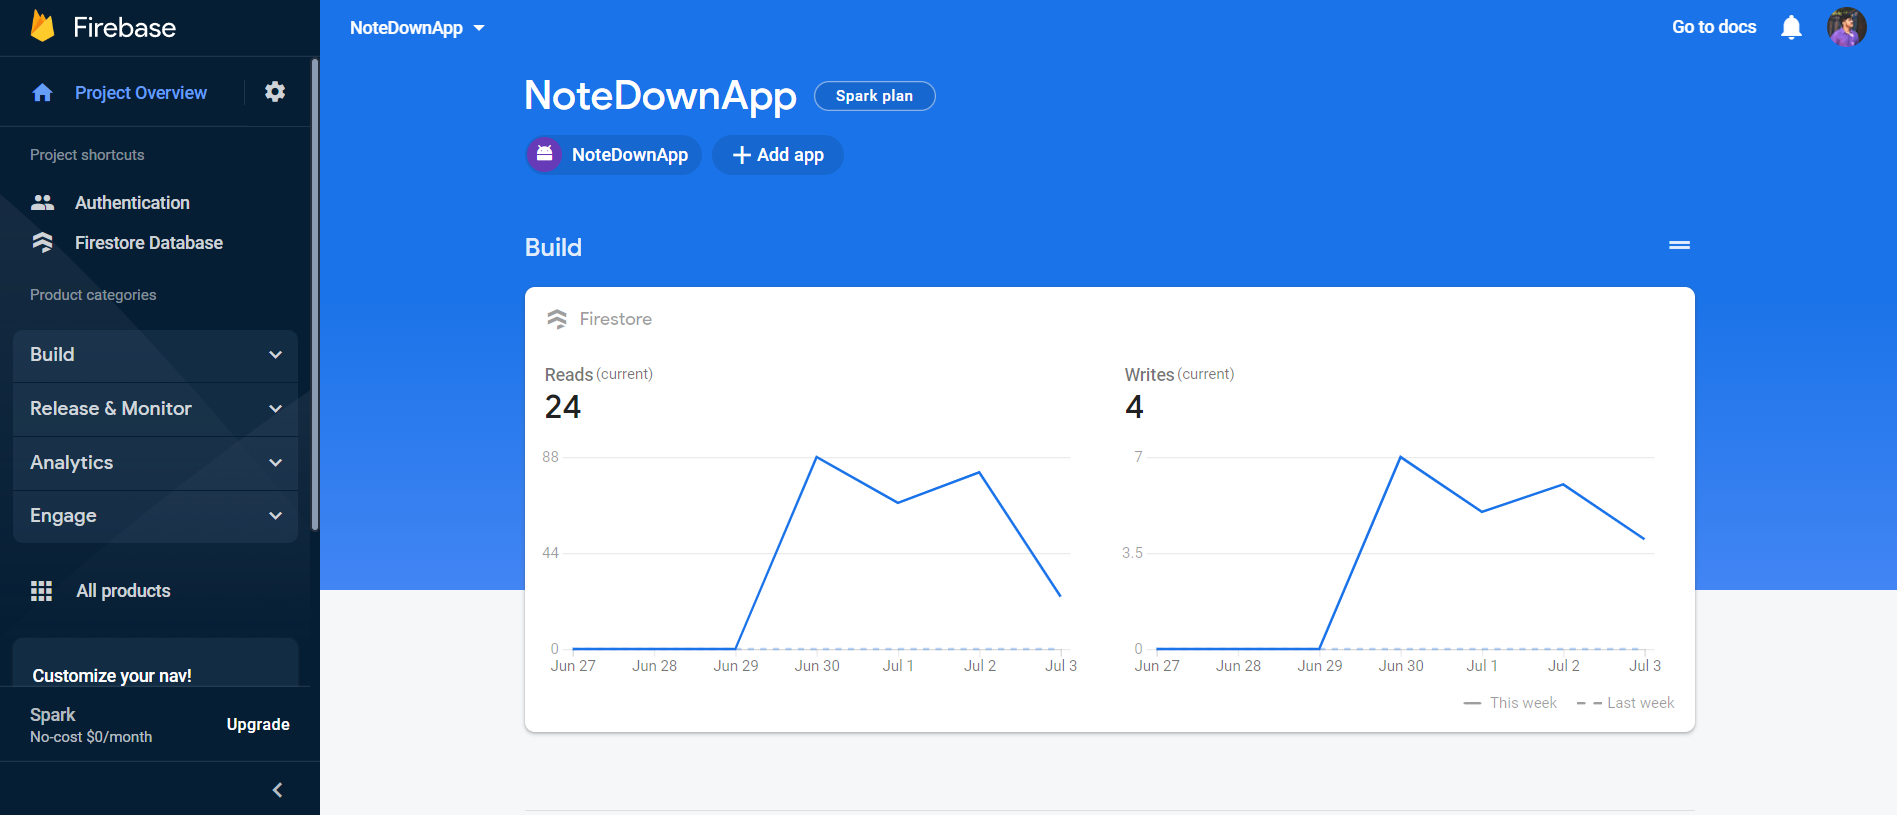 Firebase
Project Overview
Project shortcuts
Authentication
Firestore Database
Product categories
Build
Release & Monitor
Analytics
Engage
All products
Customize your nav!
Spark
No-cost $0/month
Upgrade
NoteDownApp
Go to docs
NoteDownApp
Spark plan
NoteDownApp
Add app
Build
Firestore
Reads (current)
24
88
44
0
Jun 27 Jun 28 Jun 29 Jun 30 Jul 1 Jul 2 Jul 3
Writes (current)
4
7
3.5
0
Jun 27 Jun 28 Jun 29 Jun 30 Jul 1 Jul 2 Jul 3
This week Last week